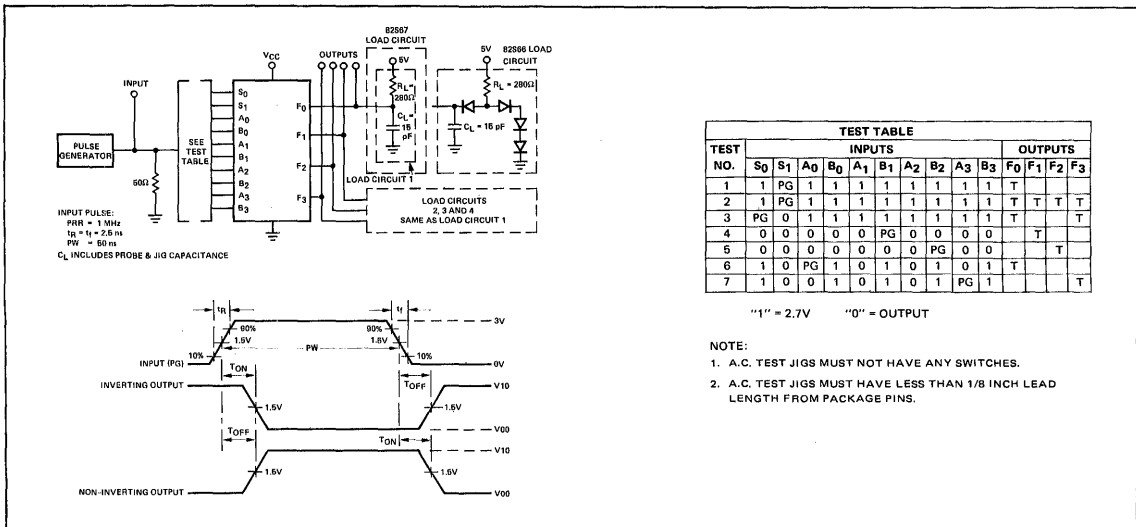 82S67
LOAD CIRCUIT
5V
82S66 LOAD
CIRCUIT
VCC
OUTPUTS
5V
INPUT
RL =
280Ω
RL = 280Ω
S0
S1
A0
B0
A1
B1
A2
B2
A3
B3
F0
F1
F2
F3
CL =
15
pF
CL = 15 pF
PULSE
GENERATOR
SEE
TEST
TABLE
50Ω
LOAD CIRCUIT 1
LOAD CIRCUITS
2, 3 AND 4
SAME AS LOAD CIRCUIT 1
INPUT PULSE:
PRR = 1 MHz
tR = tf = 2.5 ns
PW = 50 ns
CL INCLUDES PROBE & JIG CAPACITANCE
tR
tf
3V
90%
90%
1.5V
1.5V
PW
10%
10%
INPUT (PG)
0V
TON
TOFF
INVERTING OUTPUT
V10
1.5V
1.5V
V00
TOFF
TON
V10
1.5V
1.5V
NON-INVERTING OUTPUT
V00
TEST TABLE
TEST NO. INPUTS OUTPUTS
S0 S1 A0 B0 A1 B1 A2 B2 A3 B3 F0 F1 F2 F3
1 1 PG 1 1 1 1 1 1 1 1 T
2 1 PG 1 1 1 1 1 1 1 1 T T T T
3 PG 0 1 1 1 1 1 1 1 1 T T
4 0 0 0 0 0 PG 0 0 0 0 T
5 0 0 0 0 0 0 0 PG 0 0 T
6 1 0 PG 1 0 1 0 1 0 1 T
7 1 0 0 1 0 1 0 1 PG 1 T
"1" = 2.7V "0" = OUTPUT
NOTE:
1. A.C. TEST JIGS MUST NOT HAVE ANY SWITCHES.
2. A.C. TEST JIGS MUST HAVE LESS THAN 1/8 INCH LEAD
LENGTH FROM PACKAGE PINS.